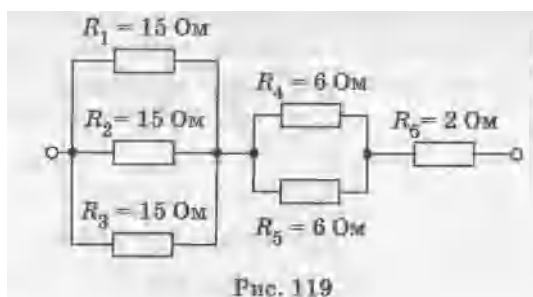 R₁ = 15 Ом
R₂ = 15 Ом
R₃ = 15 Ом
R₄ = 6 Ом
R₅ = 6 Ом
R₆ = 2 Ом
Рис. 119